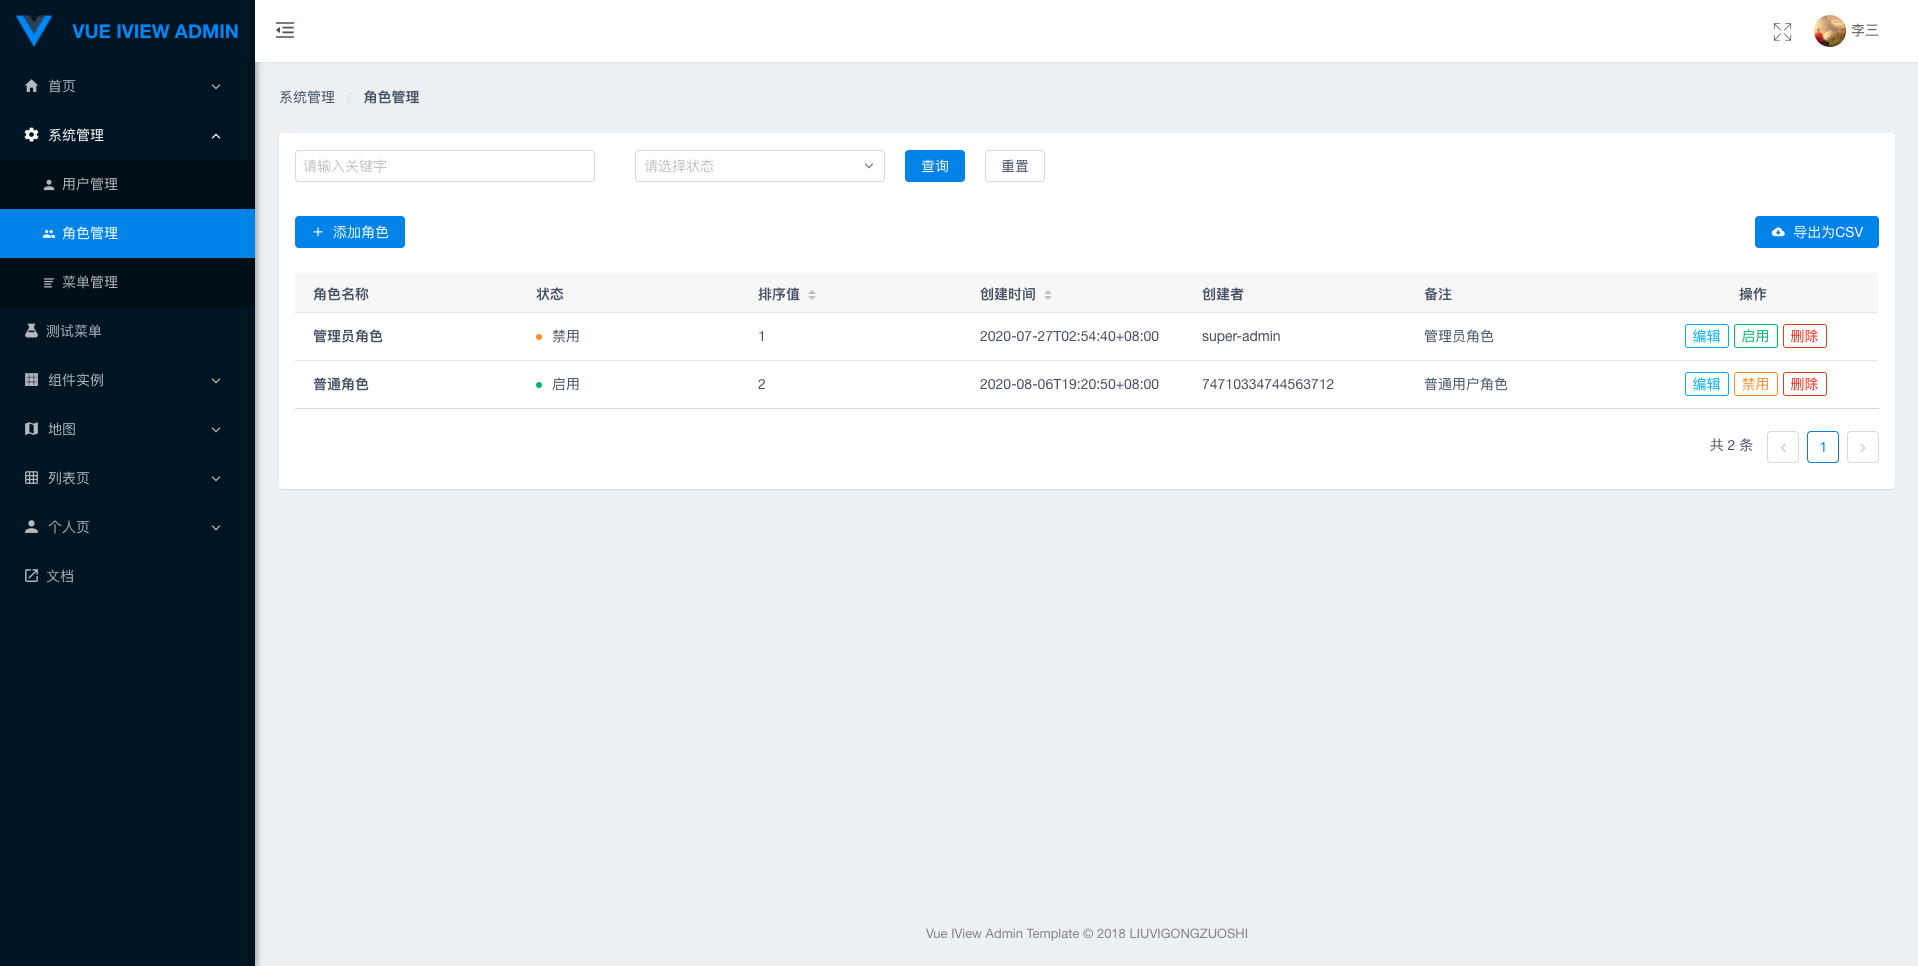 VUE IVIEW ADMIN
首页
系统管理
用户管理
角色管理
菜单管理
测试菜单
组件实例
地图
列表页
个人页
文档
李三
系统管理 / 角色管理
请输入关键字 请选择状态 查询 重置
添加角色 导出为CSV
角色名称 状态 排序值 创建时间 创建者 备注 操作
管理员角色 禁用 1 2020-07-27T02:54:40+08:00 super-admin 管理员角色 编辑 启用 删除
普通角色 启用 2 2020-08-06T19:20:50+08:00 74710334744563712 普通用户角色 编辑 禁用 删除
共 2 条 1
Vue IView Admin Template © 2018 LIUVIGONGZUOSHI